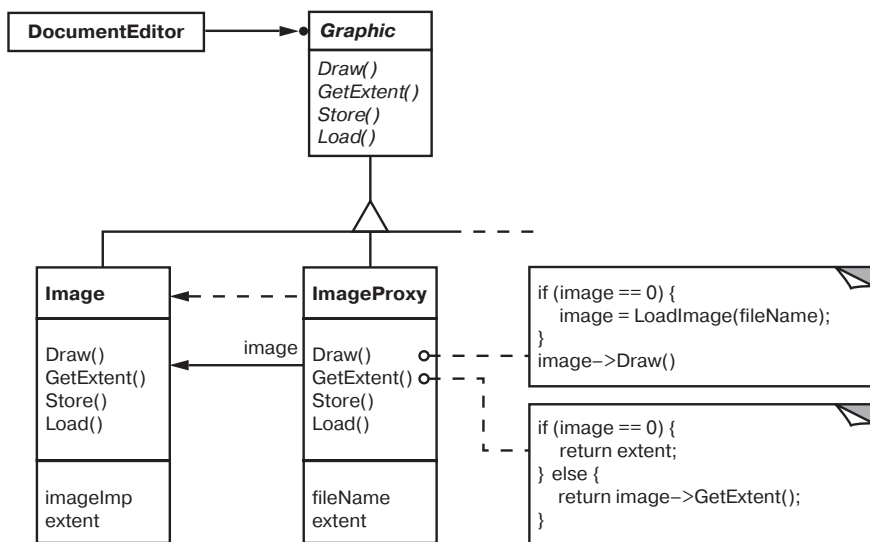 DocumentEditor
Graphic
Draw()
GetExtent()
Store()
Load()
Image
Draw()
GetExtent()
Store()
Load()
imageImp
extent
image
ImageProxy
Draw()
GetExtent()
Store()
Load()
fileName
extent
if (image == 0) {
image = LoadImage(fileName);
}
image->Draw()
if (image == 0) {
return extent;
} else {
return image->GetExtent();
}